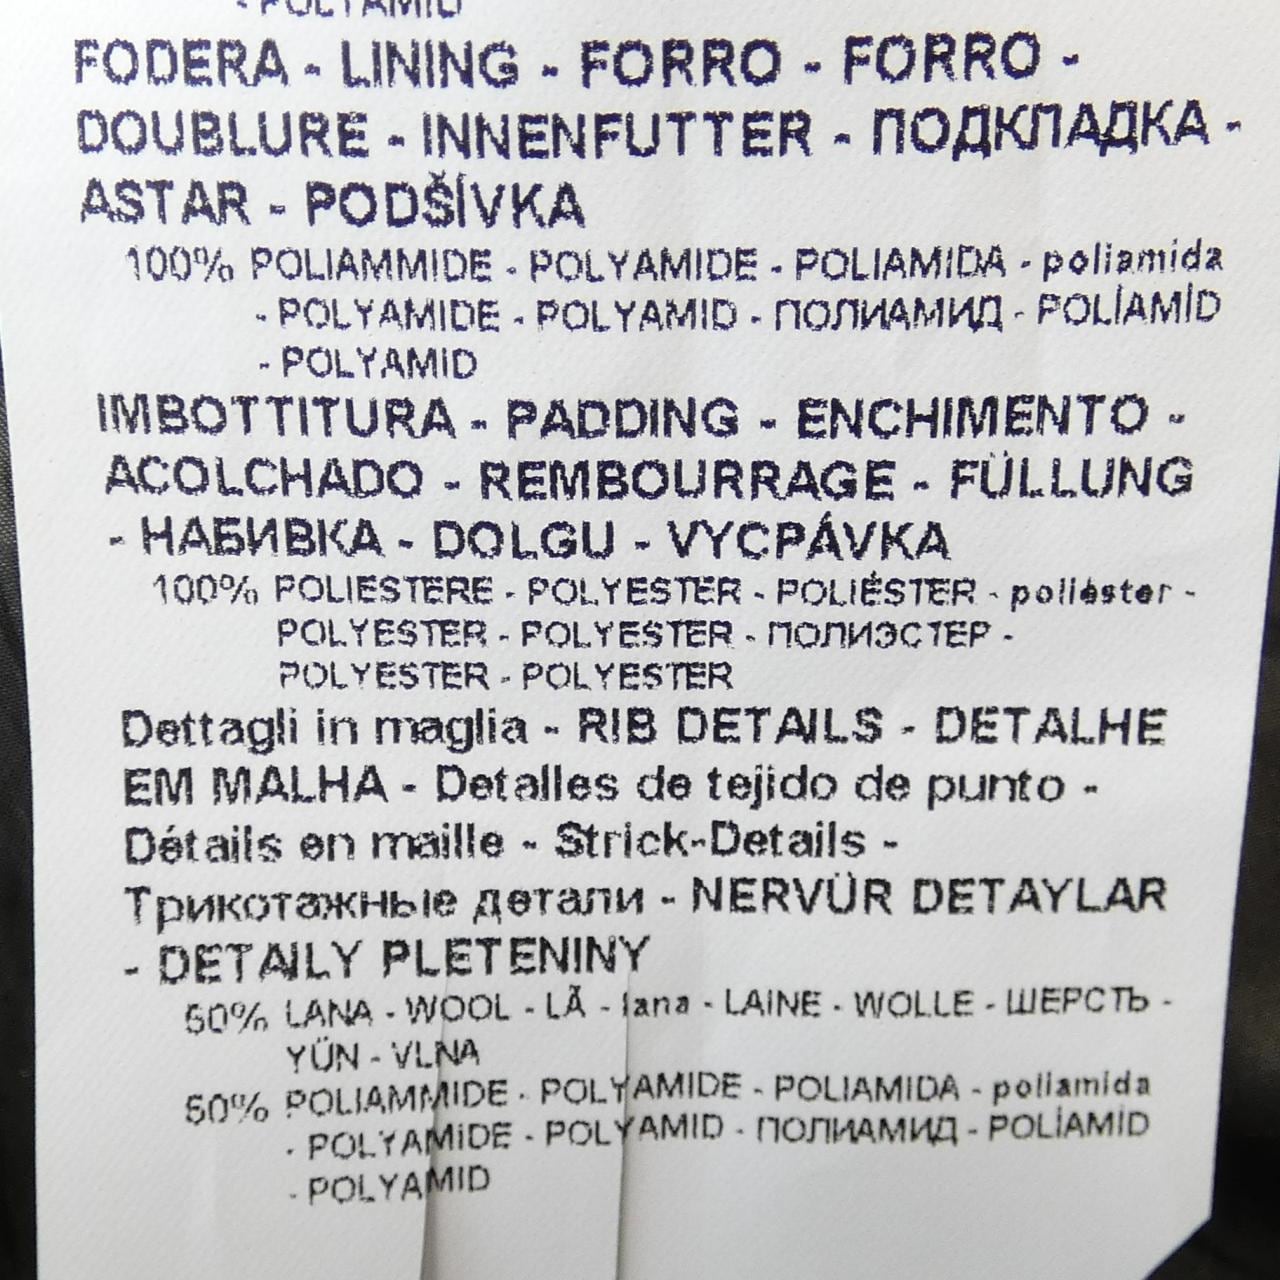 - POLYAMID
FODERA - LINING - FORRO - FORRO -
DOUBLURE - INNENFUTTER - ПОДКЛАДКА -
ASTAR - PODŠÍVKA
100% POLIAMMIDE - POLYAMIDE - POLIAMIDA - poliamida
- POLYAMIDE - POLYAMID - ПОЛИАМИД - POLİAMİD
- POLYAMID
IMBOTTITURA - PADDING - ENCHIMENTO -
ACOLCHADO - REMBOURRAGE - FÜLLUNG
- НАБИВКА - DOLGU - VYCPÁVKA
100% POLIESTERE - POLYESTER - POLIÉSTER - poliéster -
POLYESTER - POLYESTER - ПОЛИЭСТЕР -
POLYESTER - POLYESTER
Dettagli in maglia - RIB DETAILS - DETALHE
EM MALHA - Detalles de tejido de punto -
Détails en maille - Strick-Details -
Трикотажные детали - NERVÜR DETAYLAR
- DETAILY PLETENINY
50% LANA - WOOL - LÃ - lana - LAINE - WOLLE - ШЕРСТЬ -
YÜN - VLNA
50% POLIAMMIDE - POLYAMIDE - POLIAMIDA - poliamida
- POLYAMIDE - POLYAMID - ПОЛИАМИД - POLİAMİD
- POLYAMID